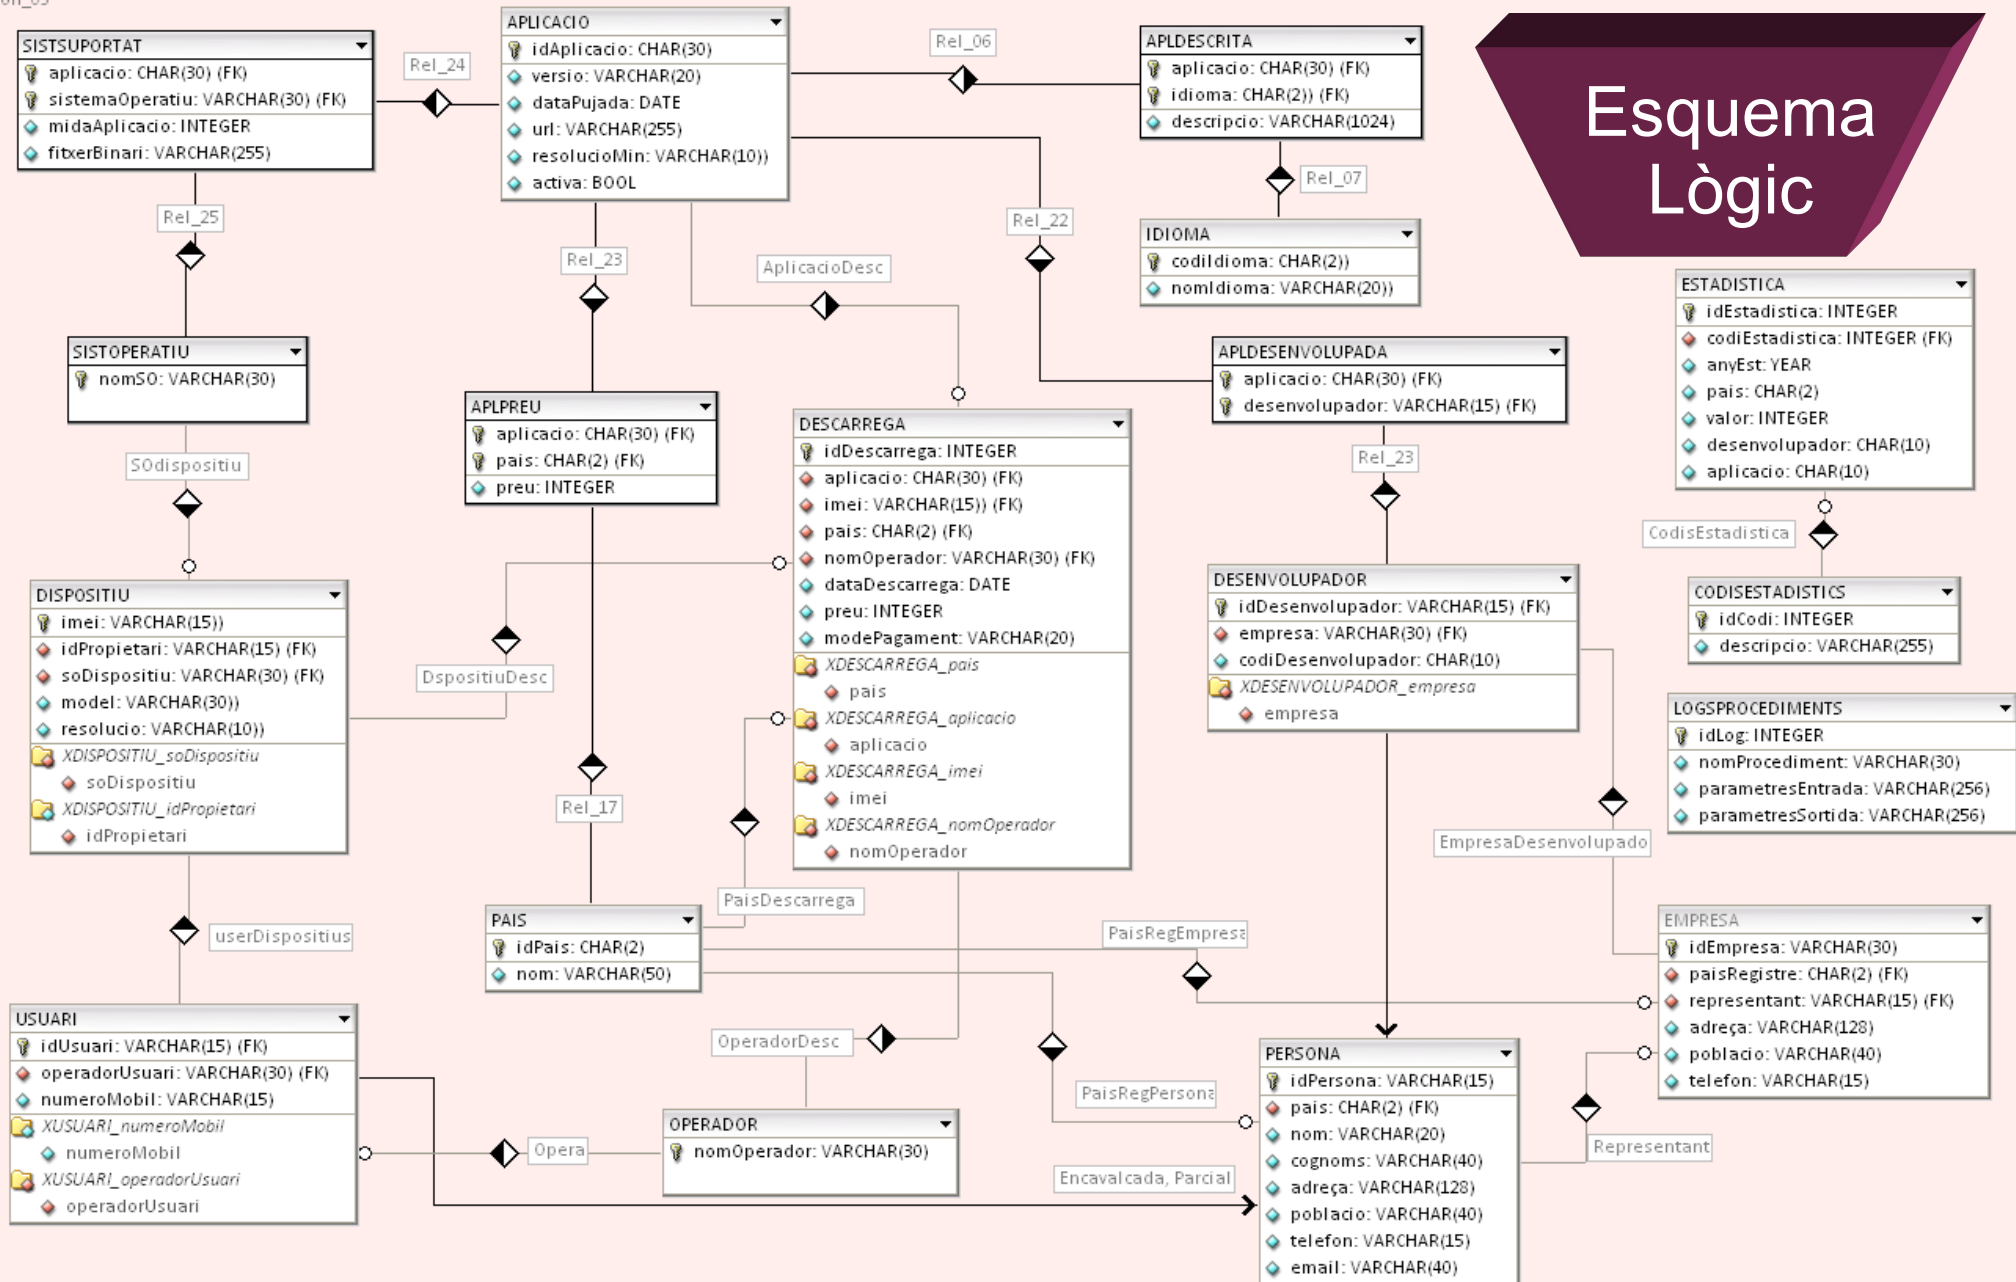 SISTSUPORTAT
aplicacio: CHAR(30) (FK)
sistemaOperatiu: VARCHAR(30) (FK)
midaAplicacio: INTEGER
fitxerBinari: VARCHAR(255)
Rel_24
APLICACIO
idAplicacio: CHAR(30)
versio: VARCHAR(20)
dataPujada: DATE
url: VARCHAR(255)
resolucioMin: VARCHAR(10))
activa: BOOL
Rel_06
APLDESCRITA
aplicacio: CHAR(30) (FK)
idioma: CHAR(2)) (FK)
descripcio: VARCHAR(1024)
Esquema
Lògic
Rel_25
Rel_23
AplicacioDesc
Rel_22
Rel_07
IDIOMA
codiIdioma: CHAR(2))
nomIdioma: VARCHAR(20))
ESTADISTICA
idEstadistica: INTEGER
codiEstadistica: INTEGER (FK)
anyEst: YEAR
pais: CHAR(2)
valor: INTEGER
desenvolupador: CHAR(10)
aplicacio: CHAR(10)
SISTOPERATIU
nomSO: VARCHAR(30)
APLDESENVOLUPADA
aplicacio: CHAR(30) (FK)
desenvolupador: VARCHAR(15) (FK)
APLPREU
aplicacio: CHAR(30) (FK)
pais: CHAR(2) (FK)
preu: INTEGER
DESCARREGA
idDescarrega: INTEGER
aplicacio: CHAR(30) (FK)
imei: VARCHAR(15)) (FK)
pais: CHAR(2) (FK)
nomOperador: VARCHAR(30) (FK)
dataDescarrega: DATE
preu: INTEGER
modePagament: VARCHAR(20)
XDESCARREGA_pais
pais
XDESCARREGA_aplicacio
aplicacio
XDESCARREGA_imei
imei
XDESCARREGA_nomOperador
nomOperador
SOdispositiu
Rel_23
CodisEstadistica
DISPOSITIU
imei: VARCHAR(15))
idPropietari: VARCHAR(15) (FK)
soDispositiu: VARCHAR(30) (FK)
model: VARCHAR(30))
resolucio: VARCHAR(10))
XDISPOSITIU_soDispositiu
soDispositiu
XDISPOSITIU_idPropietari
idPropietari
DspositiuDesc
DESENVOLUPADOR
idDesenvolupador: VARCHAR(15) (FK)
empresa: VARCHAR(30) (FK)
codiDesenvolupador: CHAR(10)
XDESENVOLUPADOR_empresa
empresa
CODISESTADISTICS
idCodi: INTEGER
descripcio: VARCHAR(255)
LOGSPROCEDIMENTS
idLog: INTEGER
nomProcediment: VARCHAR(30)
parametresEntrada: VARCHAR(256)
parametresSortida: VARCHAR(256)
Rel_17
EmpresaDesenvolupado
PaisDescarrega
userDispositius
PAIS
idPais: CHAR(2)
nom: VARCHAR(50)
PaisRegEmpresa
EMPRESA
idEmpresa: VARCHAR(30)
paisRegistre: CHAR(2) (FK)
representant: VARCHAR(15) (FK)
adreça: VARCHAR(128)
poblacio: VARCHAR(40)
telefon: VARCHAR(15)
USUARI
idUsuari: VARCHAR(15) (FK)
operadorUsuari: VARCHAR(30) (FK)
numeroMobil: VARCHAR(15)
XUSUARI_numeroMobil
numeroMobil
XUSUARI_operadorUsuari
operadorUsuari
OperadorDesc
PaisRegPersona
Opera
OPERADOR
nomOperador: VARCHAR(30)
Encavalcada, Parcial
PERSONA
idPersona: VARCHAR(15)
pais: CHAR(2) (FK)
nom: VARCHAR(20)
cognoms: VARCHAR(40)
adreça: VARCHAR(128)
poblacio: VARCHAR(40)
telefon: VARCHAR(15)
email: VARCHAR(40)
Representant